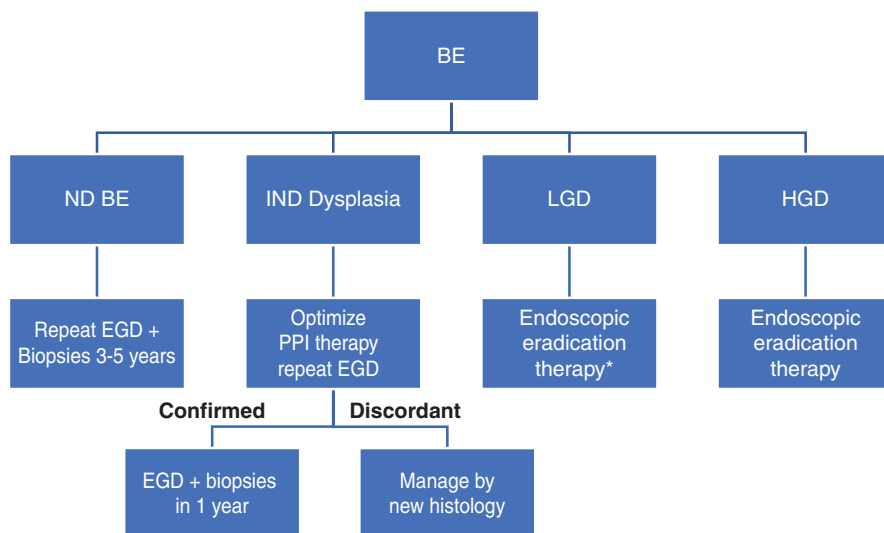 BE
ND BE
IND Dysplasia
LGD
HGD
Repeat EGD +
Biopsies 3-5 years
Optimize
PPI therapy
repeat EGD
Endoscopic
eradication
therapy*
Endoscopic
eradication
therapy
Confirmed
Discordant
EGD + biopsies
in 1 year
Manage by
new histology